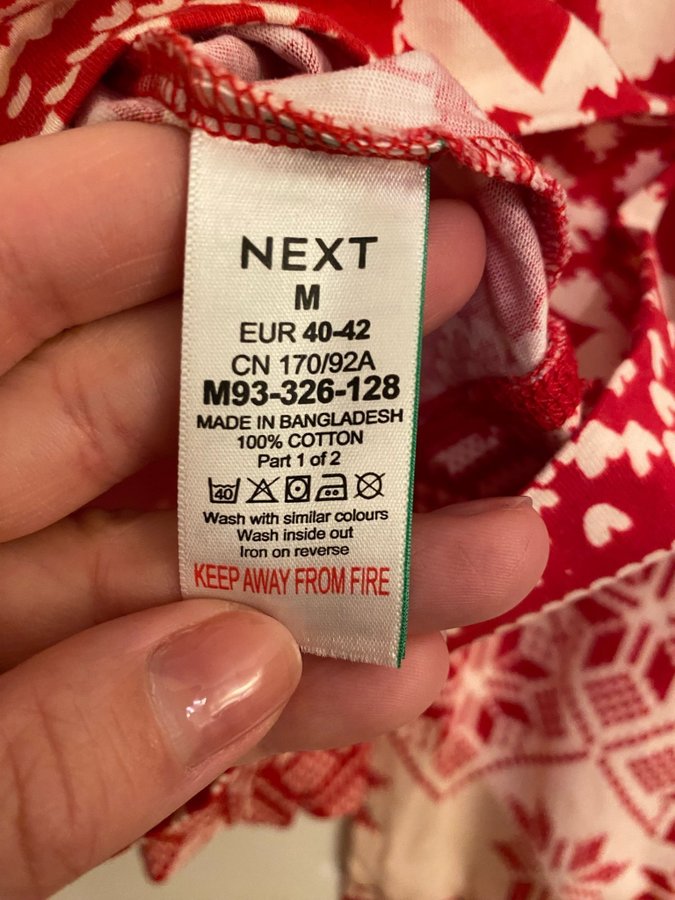 NEXT
M
EUR 40-42
CN 170/92A
M93-326-128
MADE IN BANGLADESH
100% COTTON
Part 1 of 2
40
Wash with similar colours
Wash inside out
Iron on reverse
KEEP AWAY FROM FIRE